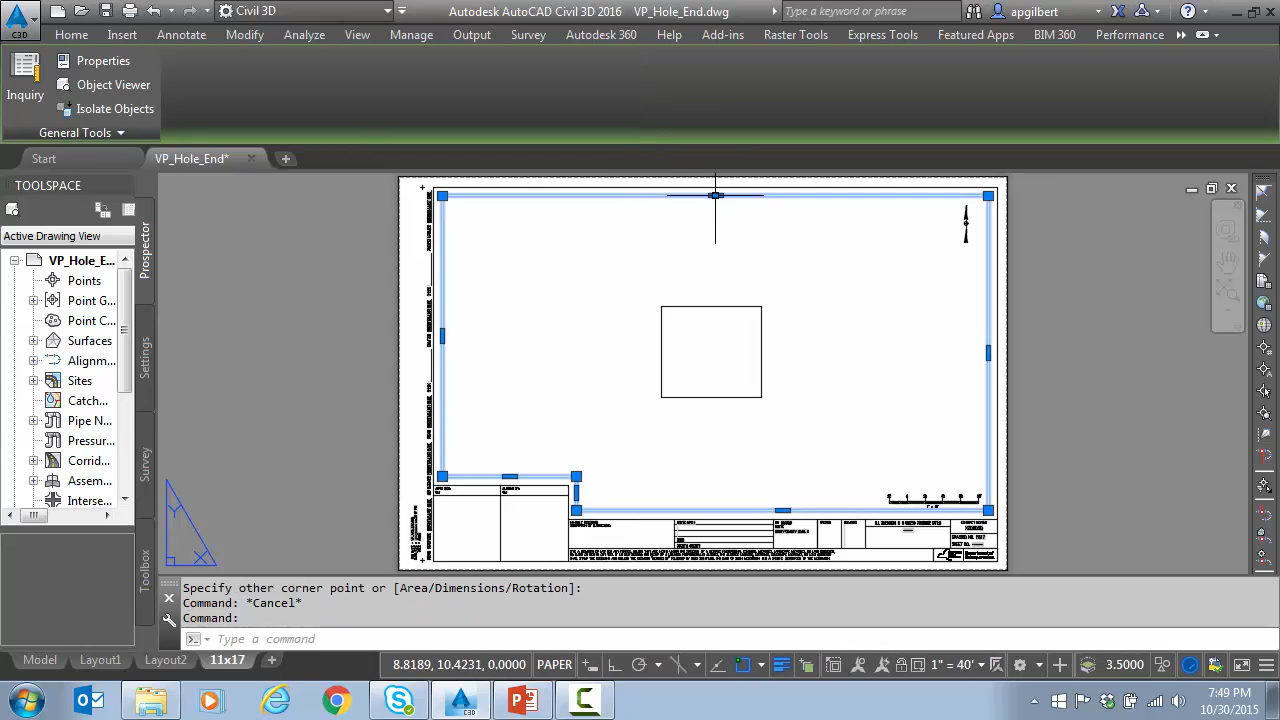 C3D
Civil 3D
Autodesk AutoCAD Civil 3D 2016 VP_Hole_End.dwg
Type a keyword or phrase
apgilbert
Home Insert Annotate Modify Analyze View Manage Output Survey Autodesk 360 Help Add-ins Raster Tools Express Tools Featured Apps BIM 360 Performance
Inquiry
Properties
Object Viewer
Isolate Objects
General Tools
Start
VP_Hole_End*
TOOLSPACE
Active Drawing View
VP_Hole_E...
Points
Point G...
Point C...
Surfaces
Alignm...
Sites
Catch...
Pipe N...
Pressur...
Corrid...
Assem...
Interse...
Prospector
Settings
Survey
Toolbox
Y
X
Specify other corner point or [Area/Dimensions/Rotation]:
Command: *Cancel*
Command:
Type a command
Model Layout1 Layout2 11x17
8.8189, 10.4231, 0.0000 PAPER
1" = 40'
3.5000
7:49 PM
10/30/2015